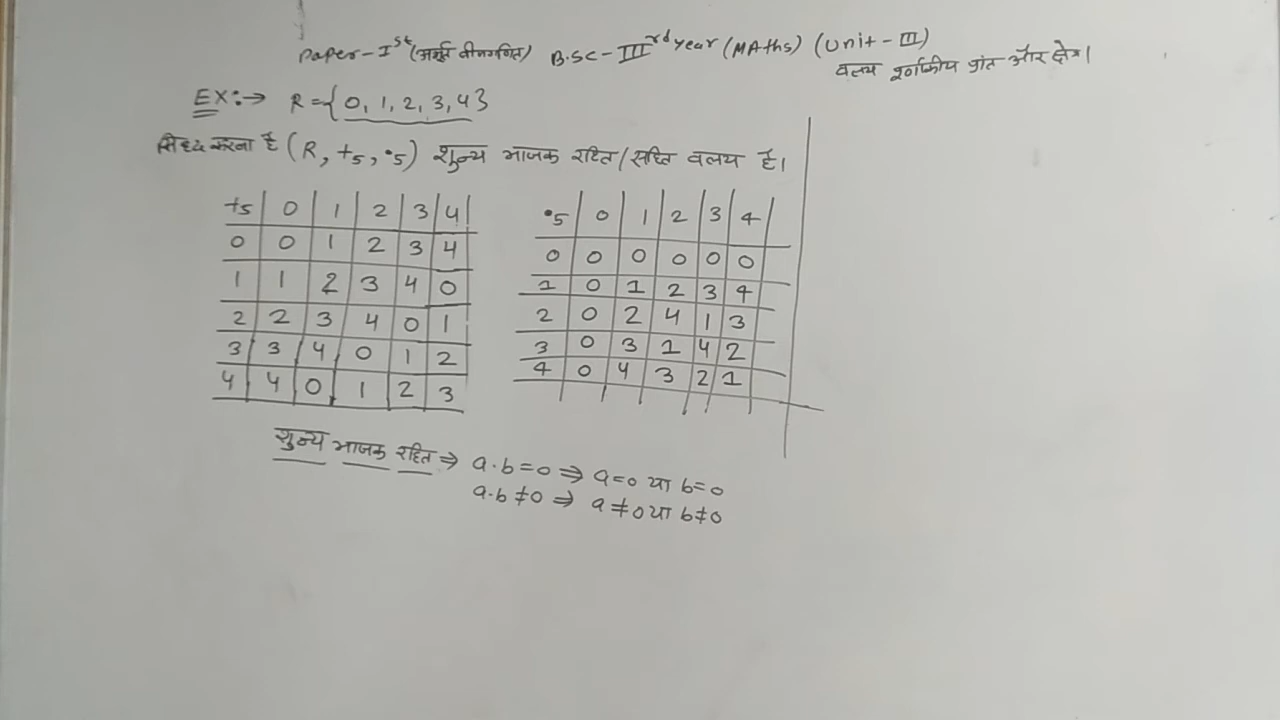 Paper-Ist (अमूर्त बीजगणित) B.SC-IIIrd year (MAths) (Unit-III)
वलय पूर्णांकीय प्रांत और क्षेत्र।
EX:→ R={0, 1, 2, 3, 4}
सिध्द करना है (R, +5, •5) शून्य भाजक रहित/सहित वलय है।
+5 0 1 2 3 4
0 0 1 2 3 4
1 1 2 3 4 0
2 2 3 4 0 1
3 3 4 0 1 2
4 4 0 1 2 3
•5 0 1 2 3 4
0 0 0 0 0 0
1 0 1 2 3 4
2 0 2 4 1 3
3 0 3 1 4 2
4 0 4 3 2 1
शुन्य भाजक रहित ⇒ a.b=0 ⇒ a=0 या b=0
a.b≠0 ⇒ a≠0 या b≠0